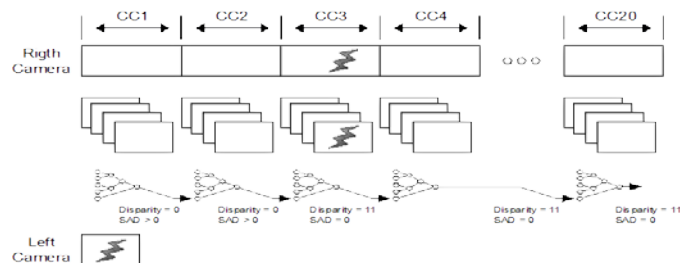 CC1 CC2 CC3 CC4 CC20
Rigth
Camera
Disparity = 0 Disparity = 0 Disparity = 11 Disparity = 11 Disparity = 11
SAD > 0 SAD > 0 SAD = 0 SAD = 0 SAD = 0
Left
Camera